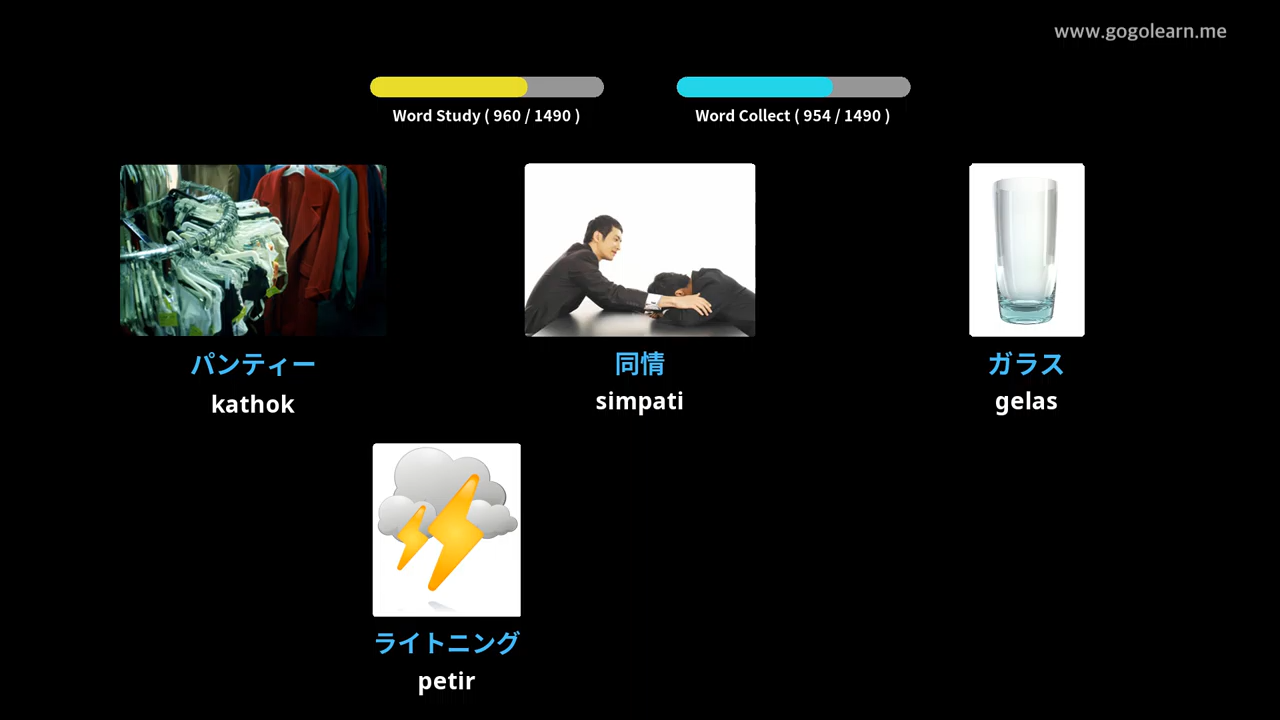 www.gogolearn.me
Word Study ( 960 / 1490 )
Word Collect ( 954 / 1490 )
パンティー
kathok
同情
simpati
ガラス
gelas
ライトニング
petir